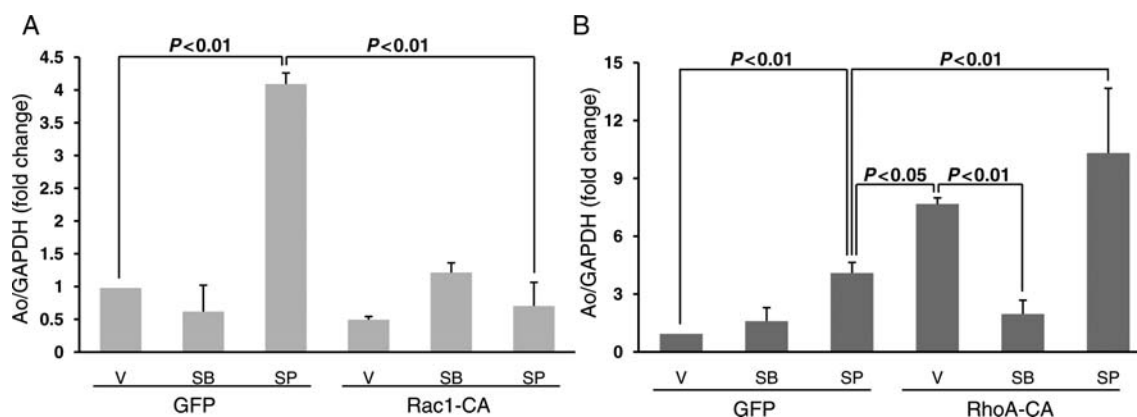 A
Ao/GAPDH (fold change)
4.5
4
3.5
3
2.5
2
1.5
1
0.5
0
P<0.01
P<0.01
V SB SP V SB SP
GFP Rac1-CA
B
Ao/GAPDH (fold change)
15
12
9
6
3
0
P<0.01
P<0.01
P<0.05
P<0.01
V SB SP V SB SP
GFP RhoA-CA